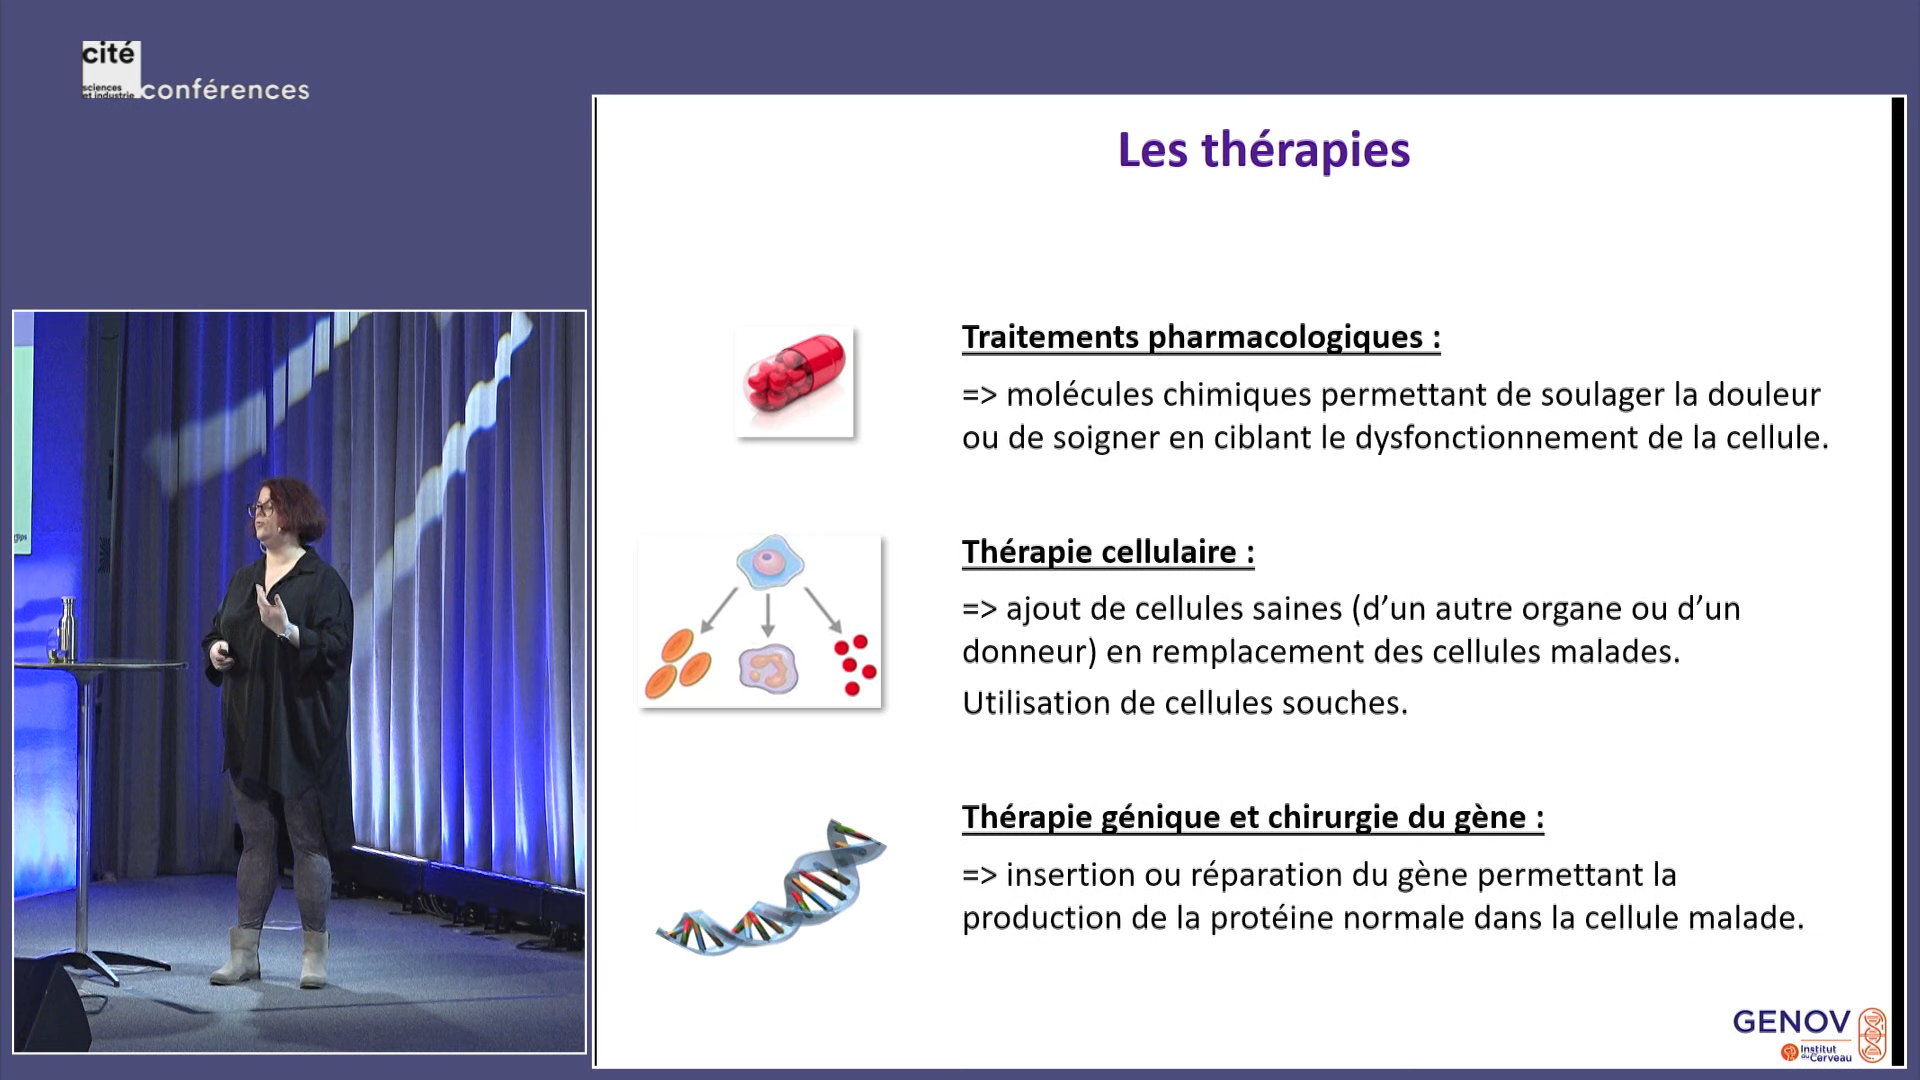 cité
sciences
et industrie
conférences
Les thérapies
Traitements pharmacologiques :
=> molécules chimiques permettant de soulager la douleur
ou de soigner en ciblant le dysfonctionnement de la cellule.
Thérapie cellulaire :
=> ajout de cellules saines (d’un autre organe ou d’un
donneur) en remplacement des cellules malades.
Utilisation de cellules souches.
Thérapie génique et chirurgie du gène :
=> insertion ou réparation du gène permettant la
production de la protéine normale dans la cellule malade.
GENOV
Institut
du Cerveau